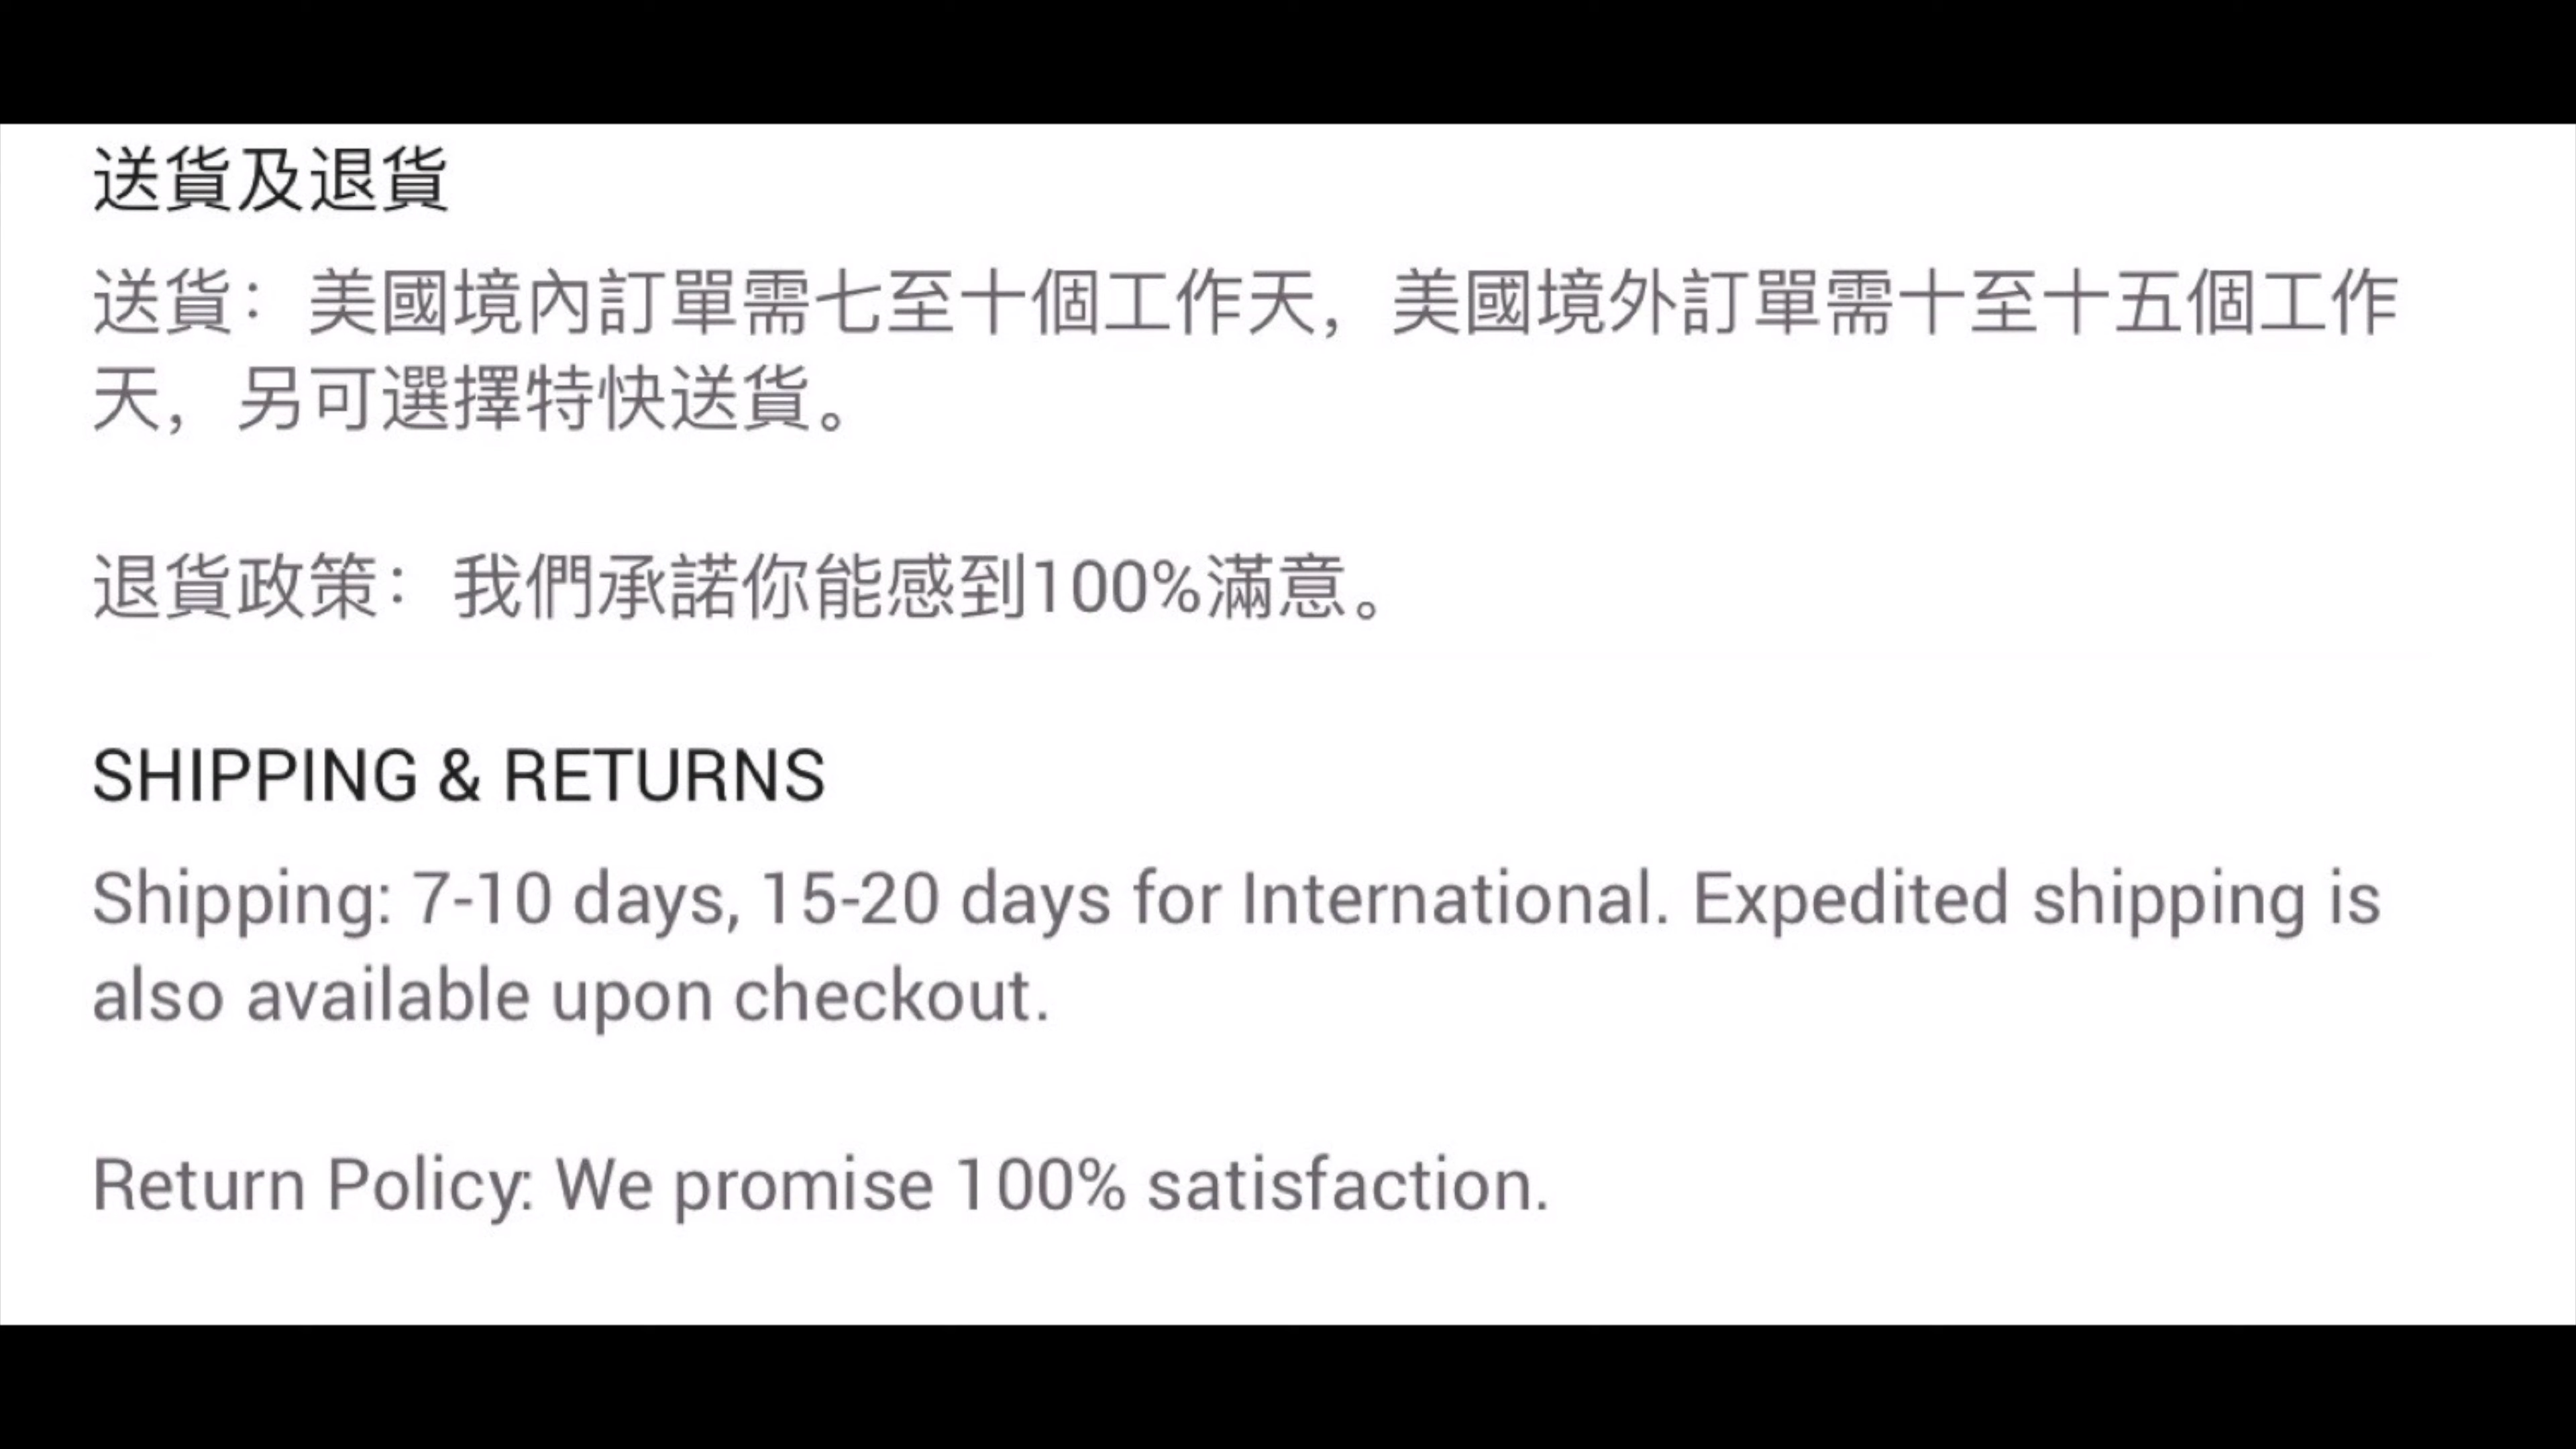 送貨及退貨
送貨：美國境內訂單需七至十個工作天，美國境外訂單需十至十五個工作
天，另可選擇特快送貨。
退貨政策：我們承諾你能感到100%滿意。
SHIPPING & RETURNS
Shipping: 7-10 days, 15-20 days for International. Expedited shipping is
also available upon checkout.
Return Policy: We promise 100% satisfaction.